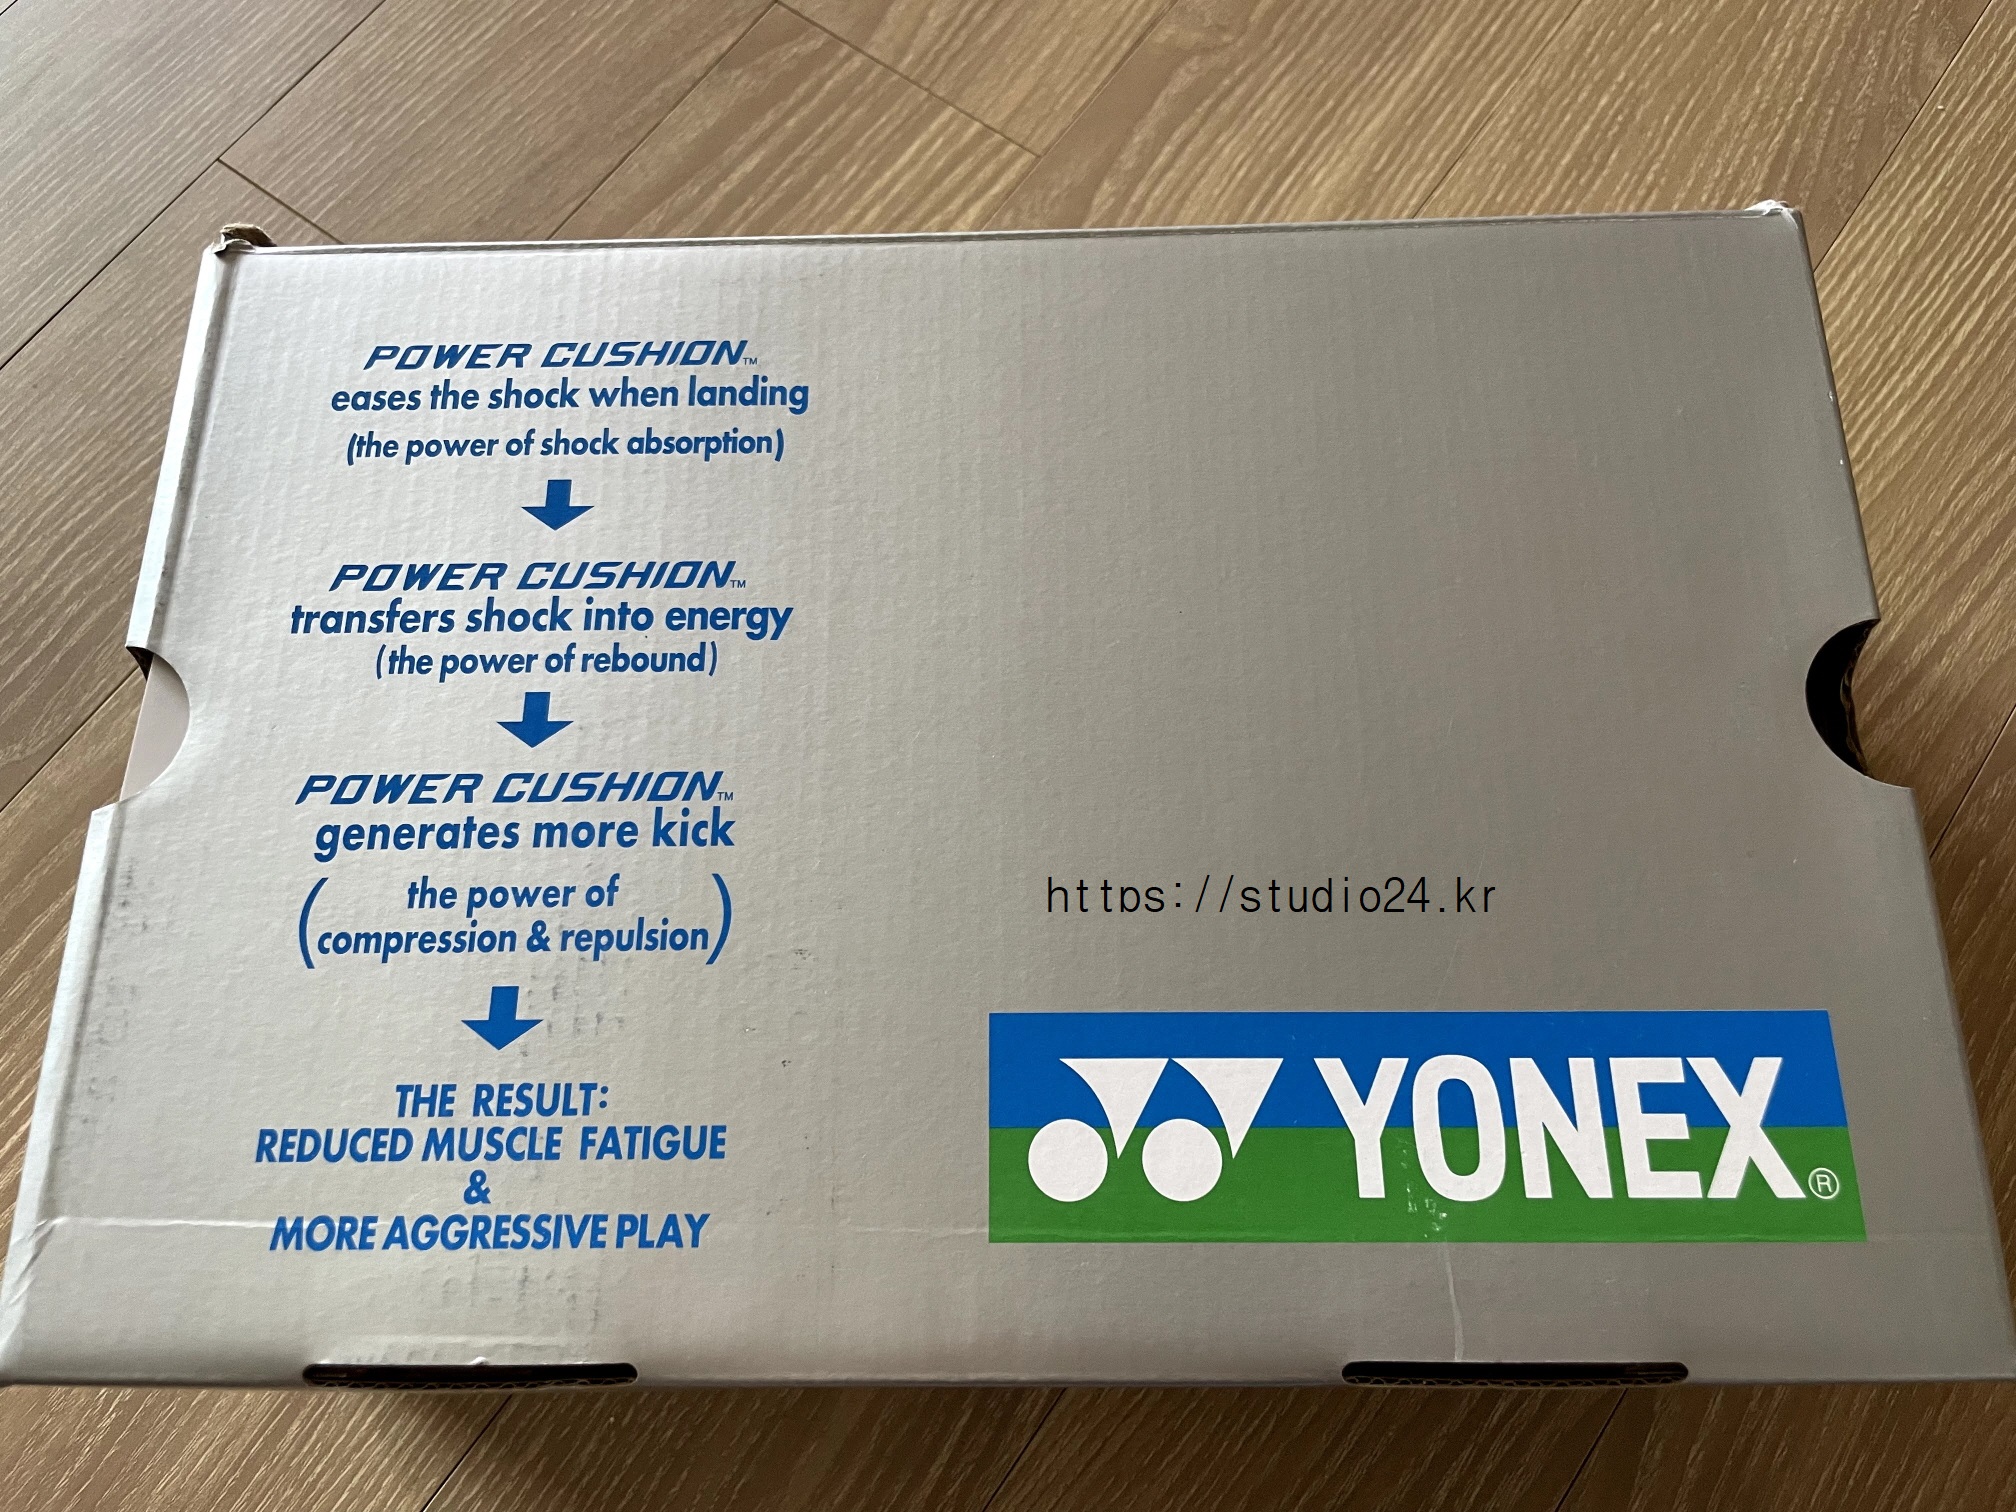 POWER CUSHION™
eases the shock when landing
(the power of shock absorption)
POWER CUSHION™
transfers shock into energy
(the power of rebound)
POWER CUSHION™
generates more kick
(the power of
compression & repulsion)
THE RESULT:
REDUCED MUSCLE FATIGUE
&
MORE AGGRESSIVE PLAY
https://studio24.kr
YONEX®